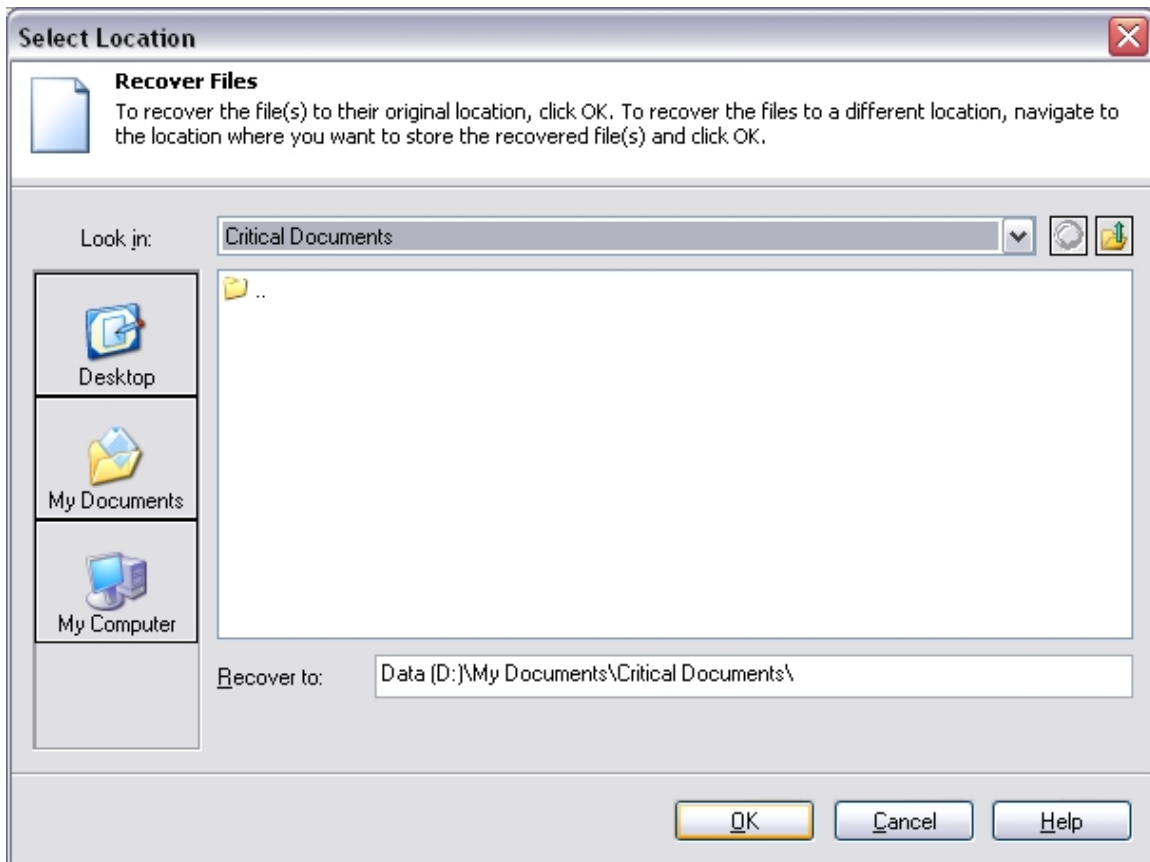 Select Location
Recover Files
To recover the file(s) to their original location, click OK. To recover the files to a different location, navigate to
the location where you want to store the recovered file(s) and click OK.
Look in:
Critical Documents
..
Desktop
My Documents
My Computer
Recover to:
Data (D:)\My Documents\Critical Documents\
OK
Cancel
Help